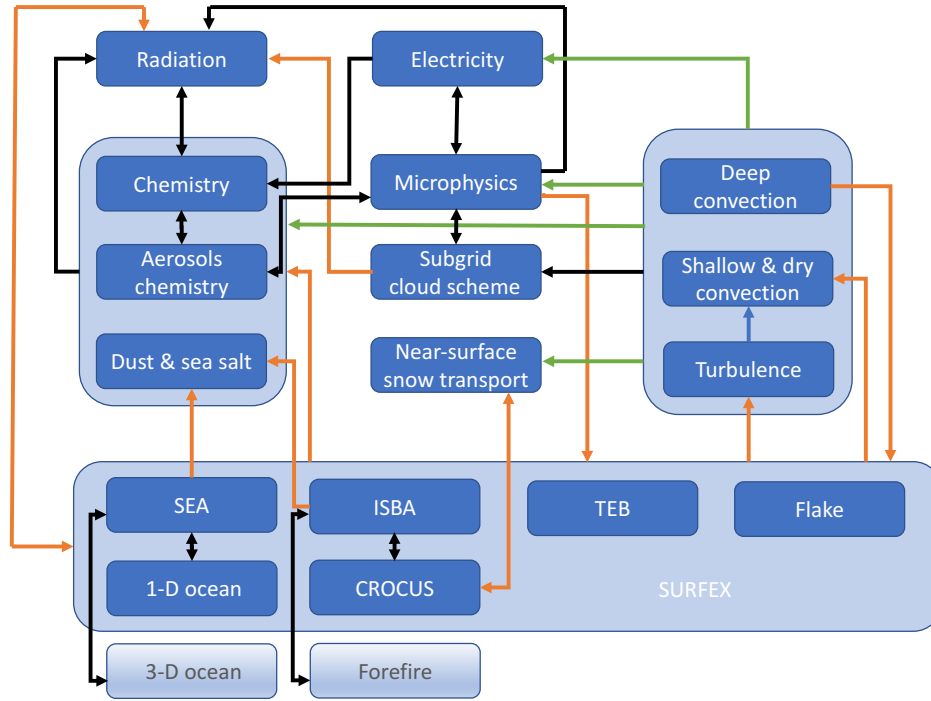 Radiation
Electricity
Chemistry
Microphysics
Deep
convection
Aerosols
chemistry
Subgrid
cloud scheme
Shallow & dry
convection
Dust & sea salt
Near-surface
snow transport
Turbulence
SEA
ISBA
TEB
Flake
1-D ocean
CROCUS
SURFEX
3-D ocean
Forefire